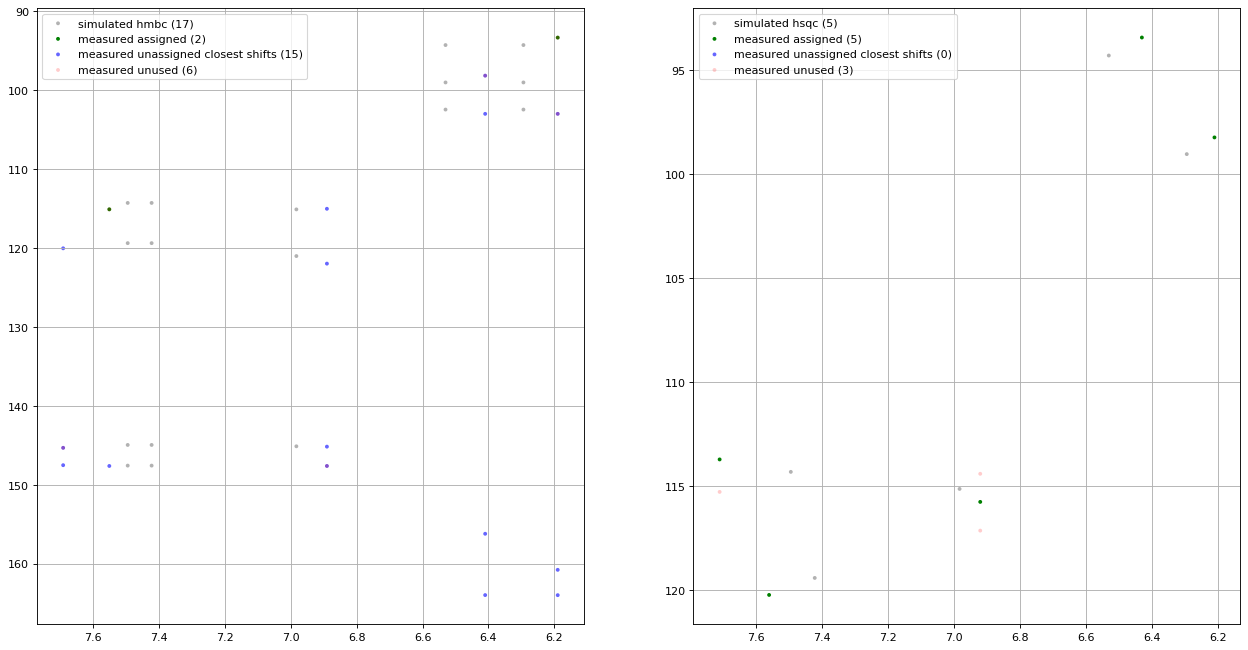 simulated hmbc (17)
measured assigned (2)
measured unassigned closest shifts (15)
measured unused (6)
90
100
110
120
130
140
150
160
7.6 7.4 7.2 7.0 6.8 6.6 6.4 6.2
simulated hsqc (5)
measured assigned (5)
measured unassigned closest shifts (0)
measured unused (3)
95
100
105
110
115
120
7.6 7.4 7.2 7.0 6.8 6.6 6.4 6.2